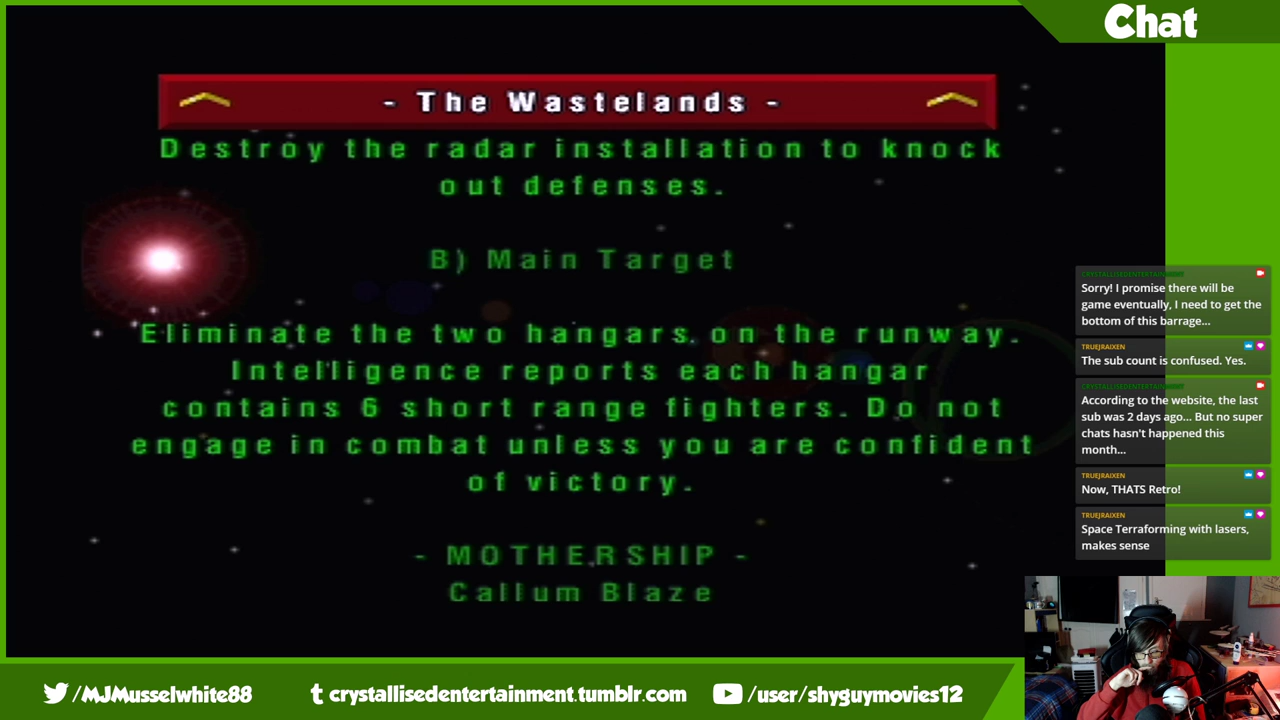 Chat
- The Wastelands -
Destroy the radar installation to knock
out defenses.
B) Main Target
Eliminate the two hangars on the runway.
Intelligence reports each hangar
contains 6 short range fighters. Do not
engage in combat unless you are confident
of victory.
- MOTHERSHIP -
Callum Blaze
CRYSTALLISEDENTERTAINMENT
Sorry! I promise there will be
game eventually, I need to get the
bottom of this barrage...
TRUEJRAIXEN
The sub count is confused. Yes.
CRYSTALLISEDENTERTAINMENT
According to the website, the last
sub was 2 days ago... But no super
chats hasn't happened this
month...
TRUEJRAIXEN
Now, THATS Retro!
TRUEJRAIXEN
Space Terraforming with lasers,
makes sense
/MJMusselwhite88
crystallisedentertainment.tumblr.com
/user/shyguymovies12